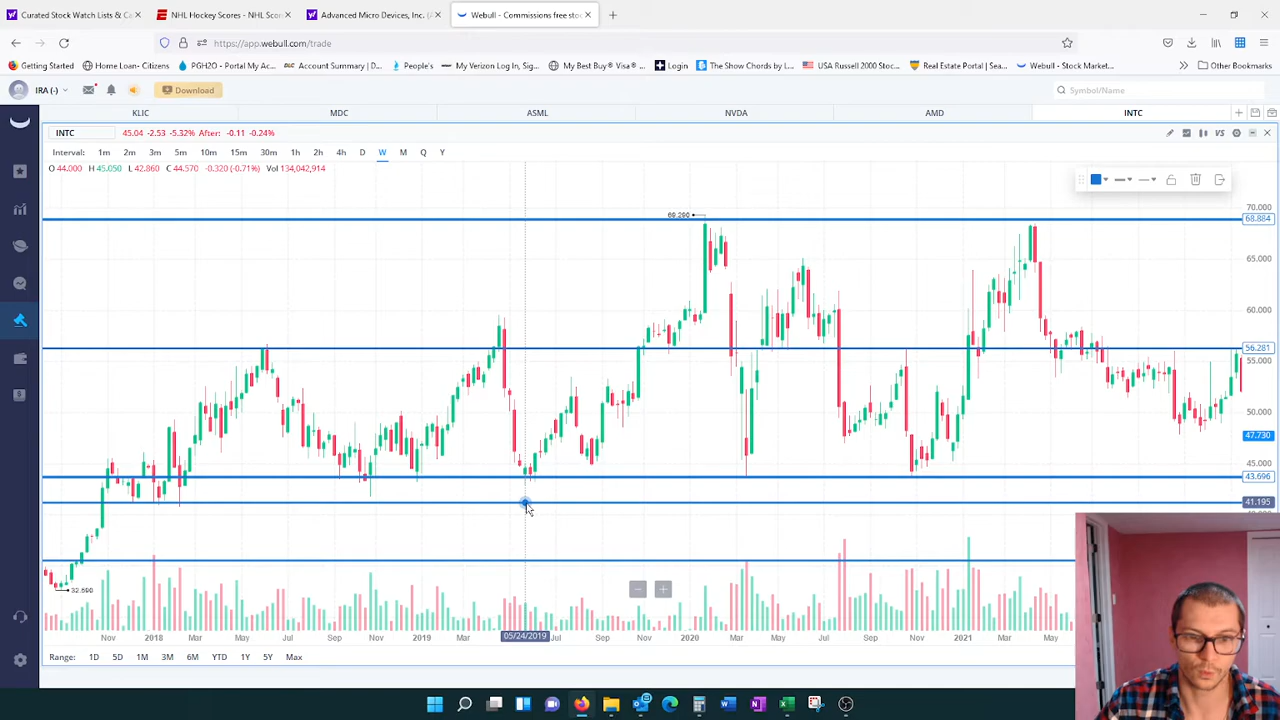 Curated Stock Watch Lists & Ca
NHL Hockey Scores - NHL Scor
Advanced Micro Devices, Inc. (A
Webull - Commissions free stoc
https://app.webull.com/trade
Getting Started
Home Loan- Citizens
PGH2O - Portal My Ac...
Account Summary | D...
People's
My Verizon Log In, Sig...
My Best Buy® Visa®...
Login
The Show Chords by L...
USA Russell 2000 Stoc...
Real Estate Portal | Sea...
Webull - Stock Market...
Other Bookmarks
IRA (-)
Download
Symbol/Name
KLIC
MDC
ASML
NVDA
AMD
INTC
INTC
45.04 -2.53 -5.32% After: -0.11 -0.24%
VS
Interval: 1m 2m 3m 5m 10m 15m 30m 1h 2h 4h D W M Q Y
O 44.000 H 45.050 L 42.860 C 44.570 -0.320 (-0.71%) Vol 134,042,914
70.000
69.290
68.884
65.000
60.000
56.281
55.000
50.000
47.730
45.000
43.696
41.195
32.690
Nov 2018 Mar May Jul Sep Nov 2019 Mar 05/24/2019 Jul Sep Nov 2020 Mar May Jul Sep Nov 2021 Mar May
Range: 1D 5D 1M 3M 6M YTD 1Y 5Y Max